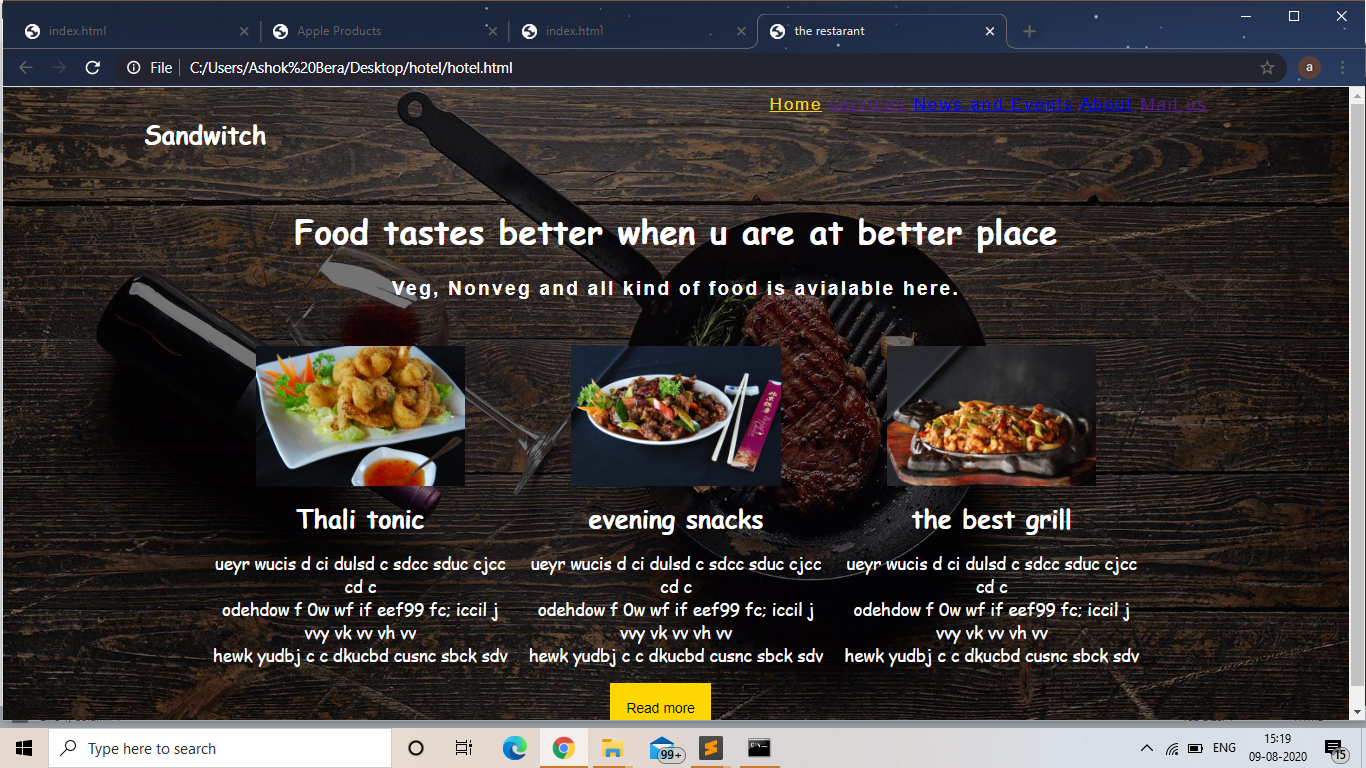 index.html
Apple Products
index.html
the restarant
File
C:/Users/Ashok%20Bera/Desktop/hotel/hotel.html
a
Home Services News and Events About Mail us
Sandwitch
Food tastes better when u are at better place
Veg, Nonveg and all kind of food is avialable here.
Thali tonic
ueyr wucis d ci dulsd c sdcc sduc cjcc
cd c
odehdow f 0w wf if eef99 fc; iccil j
vvy vk vv vh vv
hewk yudbj c c dkucbd cusnc sbck sdv
evening snacks
ueyr wucis d ci dulsd c sdcc sduc cjcc
cd c
odehdow f 0w wf if eef99 fc; iccil j
vvy vk vv vh vv
hewk yudbj c c dkucbd cusnc sbck sdv
the best grill
ueyr wucis d ci dulsd c sdcc sduc cjcc
cd c
odehdow f 0w wf if eef99 fc; iccil j
vvy vk vv vh vv
hewk yudbj c c dkucbd cusnc sbck sdv
Read more
Type here to search
99+
ENG
15:19
09-08-2020
15